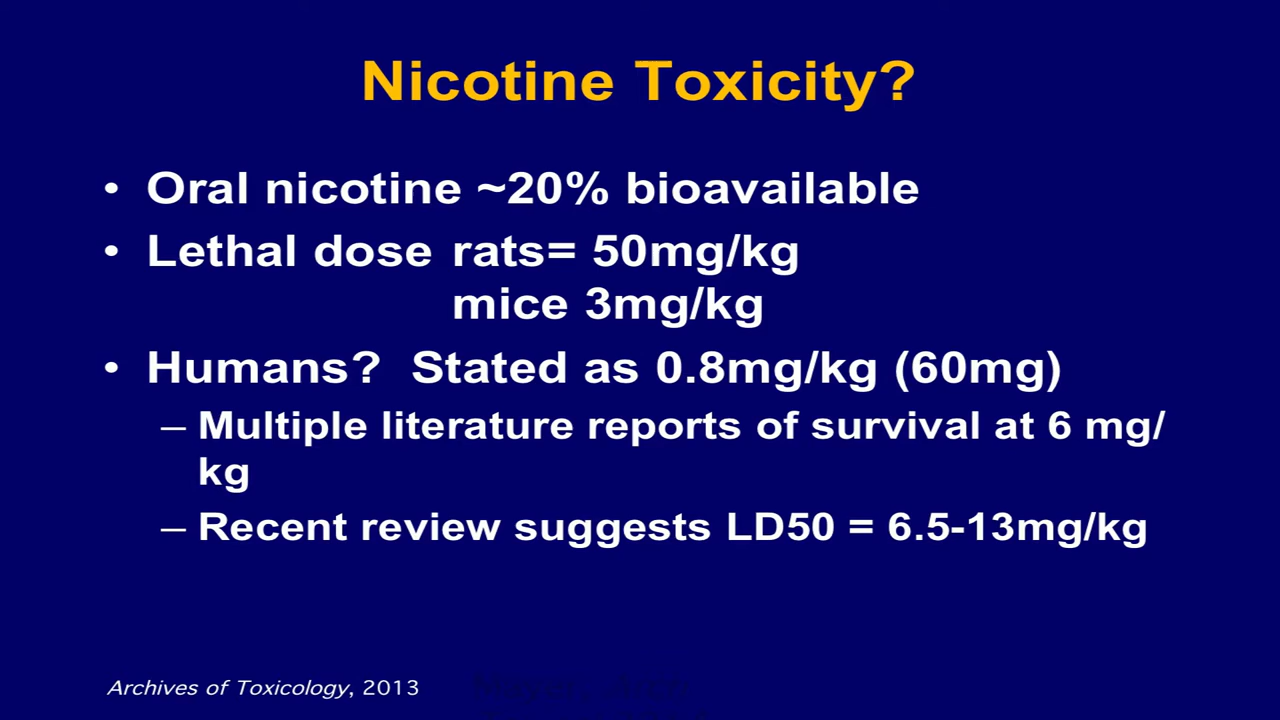 Nicotine Toxicity?
• Oral nicotine ~20% bioavailable
• Lethal dose rats= 50mg/kg
mice 3mg/kg
• Humans? Stated as 0.8mg/kg (60mg)
– Multiple literature reports of survival at 6 mg/
kg
– Recent review suggests LD50 = 6.5-13mg/kg
Archives of Toxicology, 2013